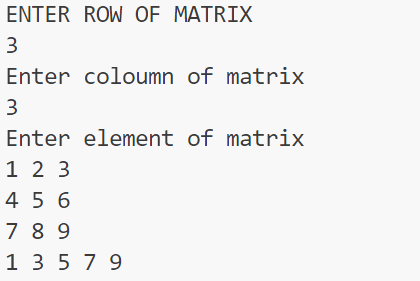 ENTER ROW OF MATRIX
3
Enter coloumn of matrix
3
Enter element of matrix
1 2 3
4 5 6
7 8 9
1 3 5 7 9